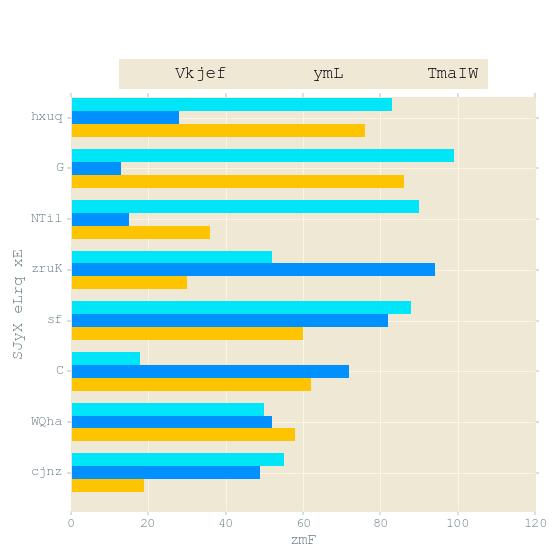 Vkjef ymL TmaIW
hxuq
G
NTil
zruK
sf
C
WQha
cjnz
SJyX eLrq xE
0 20 40 60 80 100 120
zmF